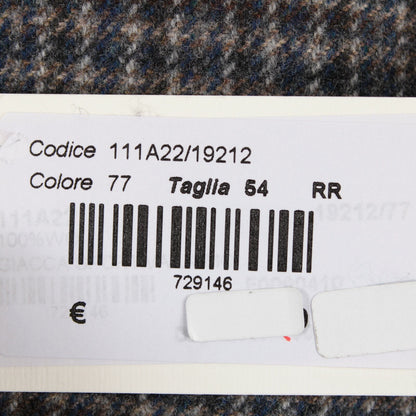 Codice 111A22/19212
Colore 77 Taglia 54 RR
729146
€